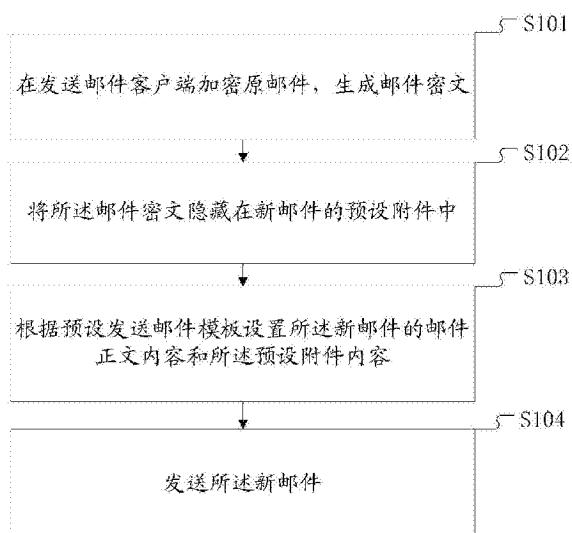 S101
在发送邮件客户端加密原邮件，生成邮件密文
S102
将所述邮件密文隐藏在新邮件的预设附件中
S103
根据预设发送邮件模板设置所述新邮件的邮件
正文内容和所述预设附件内容
S104
发送所述新邮件